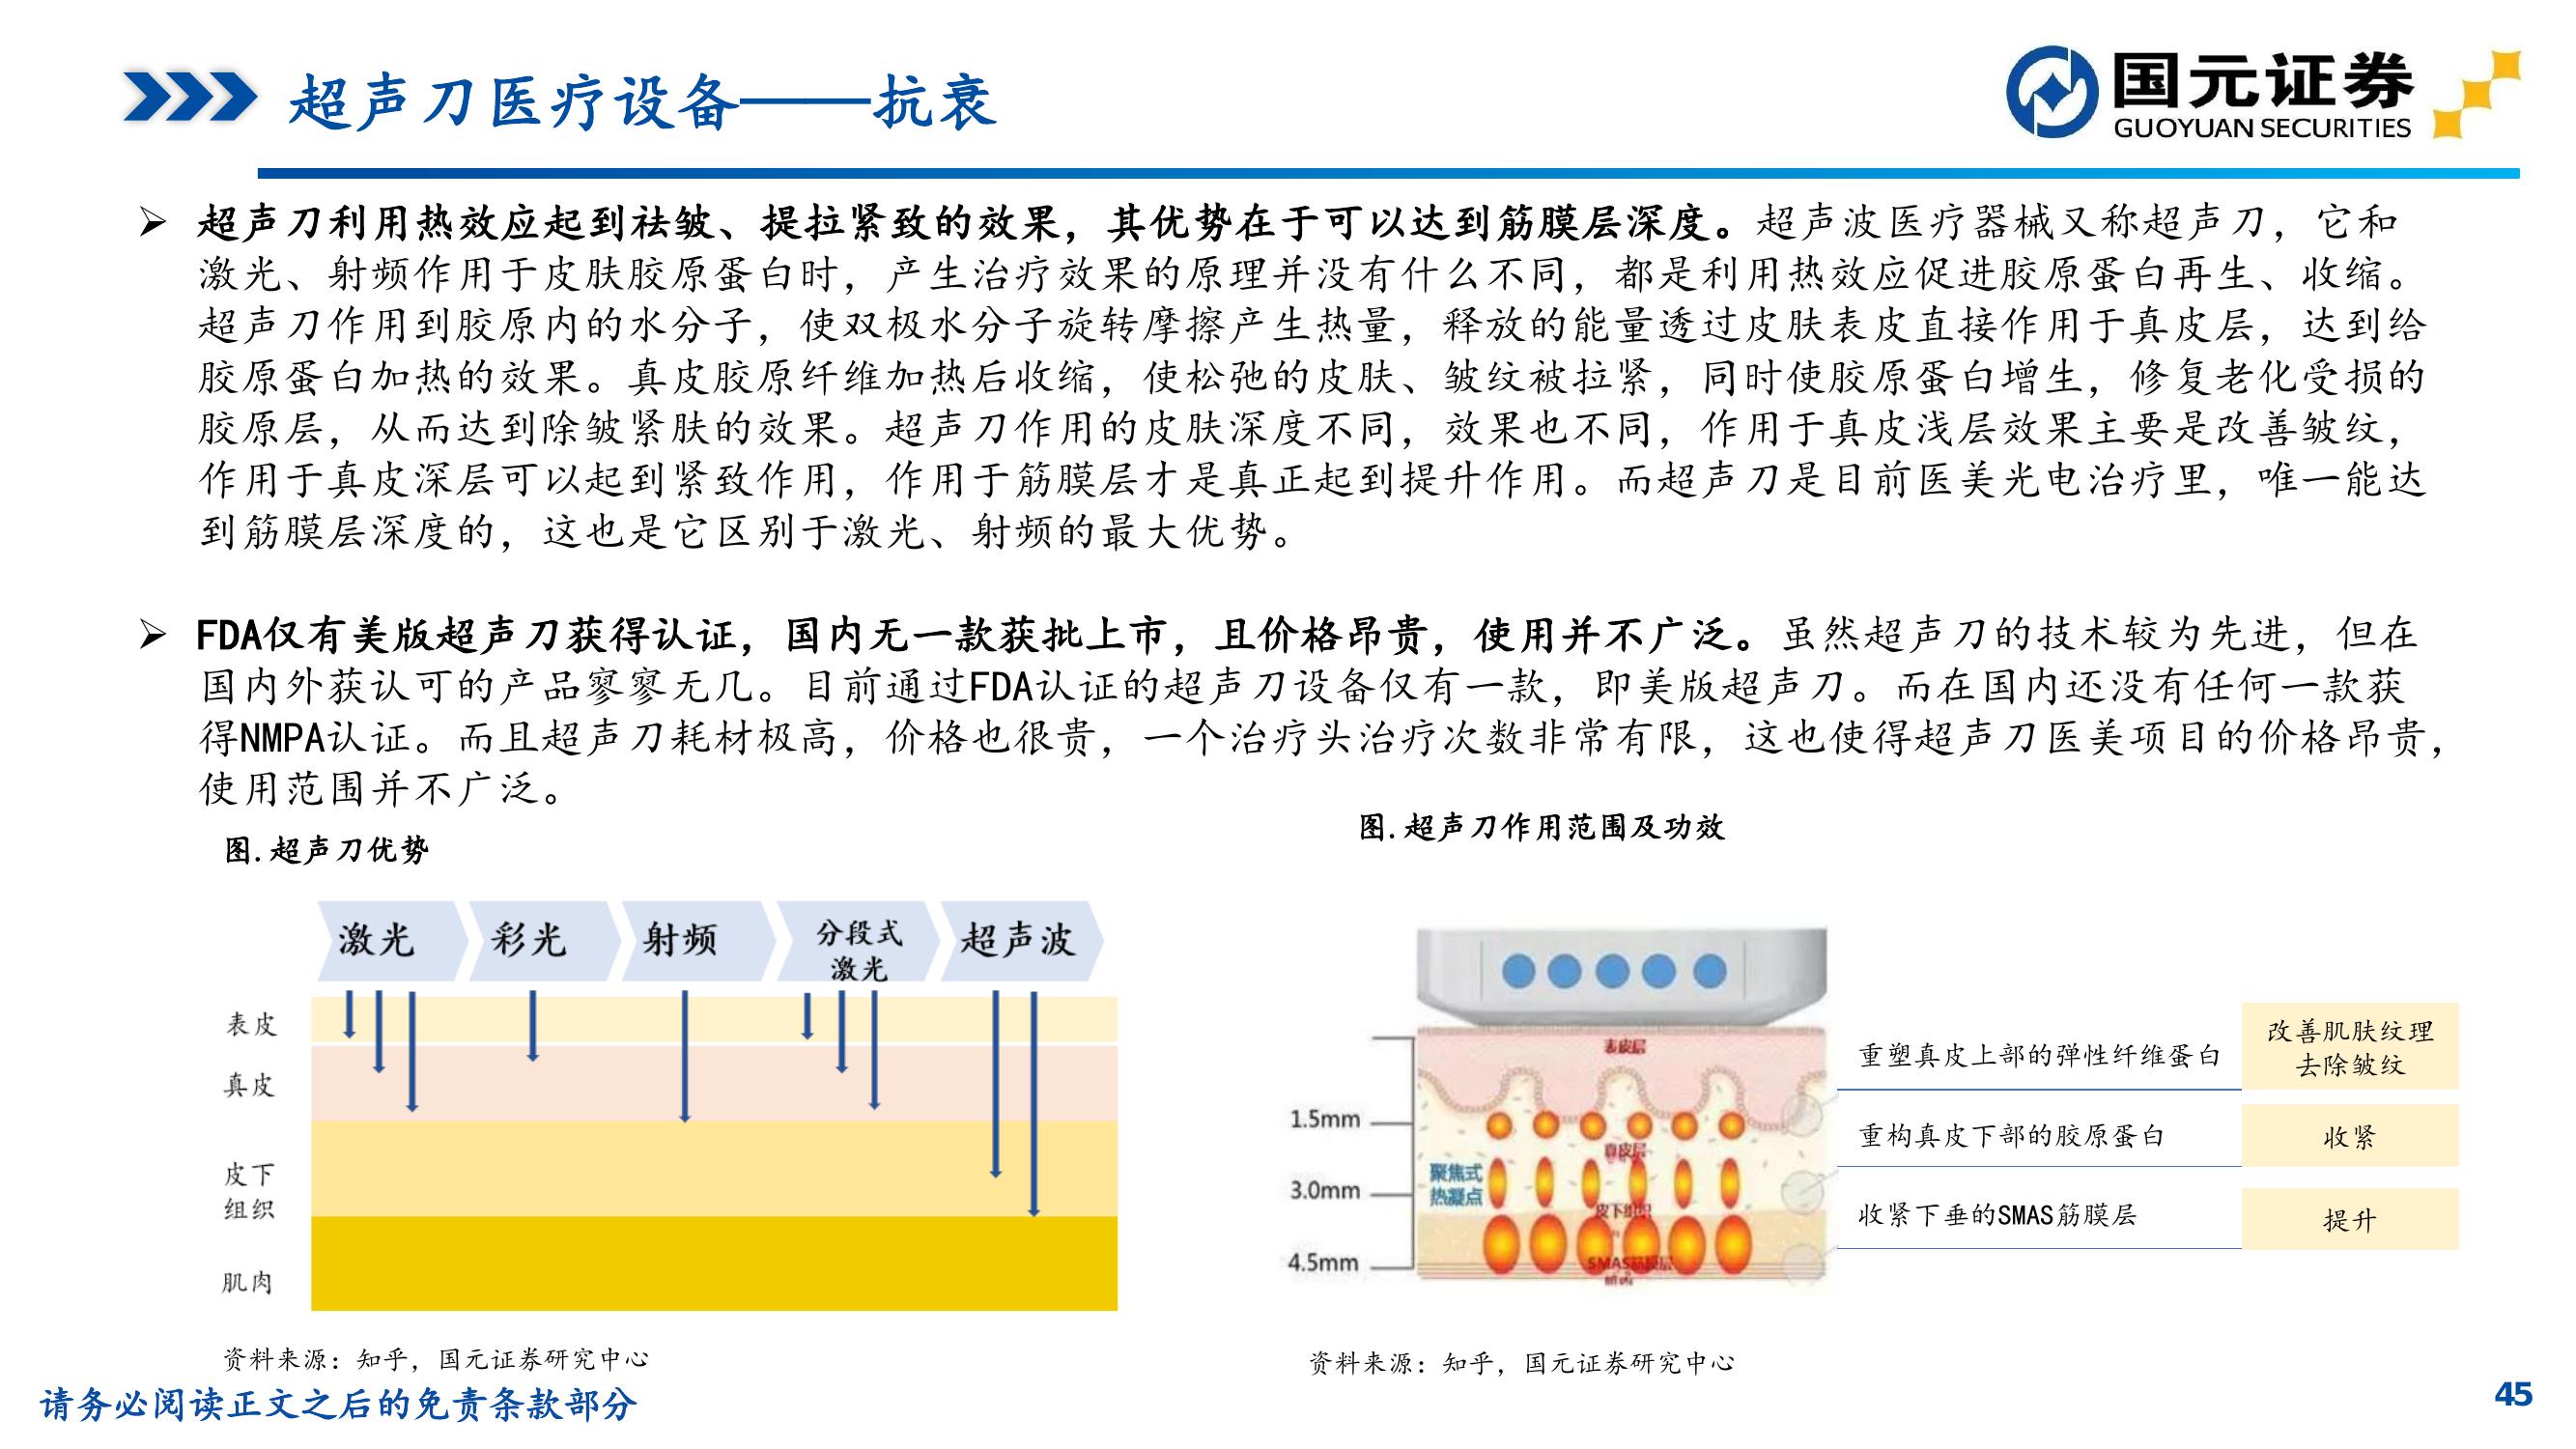 超声刀医疗设备——抗衰
国元证券
GUOYUAN SECURITIES
➢ 超声刀利用热效应起到祛皱、提拉紧致的效果，其优势在于可以达到筋膜层深度。超声波医疗器械又称超声刀，它和
激光、射频作用于皮肤胶原蛋白时，产生治疗效果的原理并没有什么不同，都是利用热效应促进胶原蛋白再生、收缩。
超声刀作用到胶原内的水分子，使双极水分子旋转摩擦产生热量，释放的能量透过皮肤表皮直接作用于真皮层，达到给
胶原蛋白加热的效果。真皮胶原纤维加热后收缩，使松弛的皮肤、皱纹被拉紧，同时使胶原蛋白增生，修复老化受损的
胶原层，从而达到除皱紧肤的效果。超声刀作用的皮肤深度不同，效果也不同，作用于真皮浅层效果主要是改善皱纹，
作用于真皮深层可以起到紧致作用，作用于筋膜层才是真正起到提升作用。而超声刀是目前医美光电治疗里，唯一能达
到筋膜层深度的，这也是它区别于激光、射频的最大优势。
➢ FDA仅有美版超声刀获得认证，国内无一款获批上市，且价格昂贵，使用并不广泛。虽然超声刀的技术较为先进，但在
国内外获认可的产品寥寥无几。目前通过FDA认证的超声刀设备仅有一款，即美版超声刀。而在国内还没有任何一款获
得NMPA认证。而且超声刀耗材极高，价格也很贵，一个治疗头治疗次数非常有限，这也使得超声刀医美项目的价格昂贵，
使用范围并不广泛。
图.超声刀优势
激光
彩光
射频
分段式
激光
超声波
表皮
真皮
皮下
组织
肌肉
资料来源：知乎，国元证券研究中心
图.超声刀作用范围及功效
表皮层
1.5mm
真皮层
聚焦式
热凝点
3.0mm
皮下组织
4.5mm
SMAS筋膜层
肌肉
重塑真皮上部的弹性纤维蛋白
改善肌肤纹理
去除皱纹
重构真皮下部的胶原蛋白
收紧
收紧下垂的SMAS筋膜层
提升
资料来源：知乎，国元证券研究中心
请务必阅读正文之后的免责条款部分
45